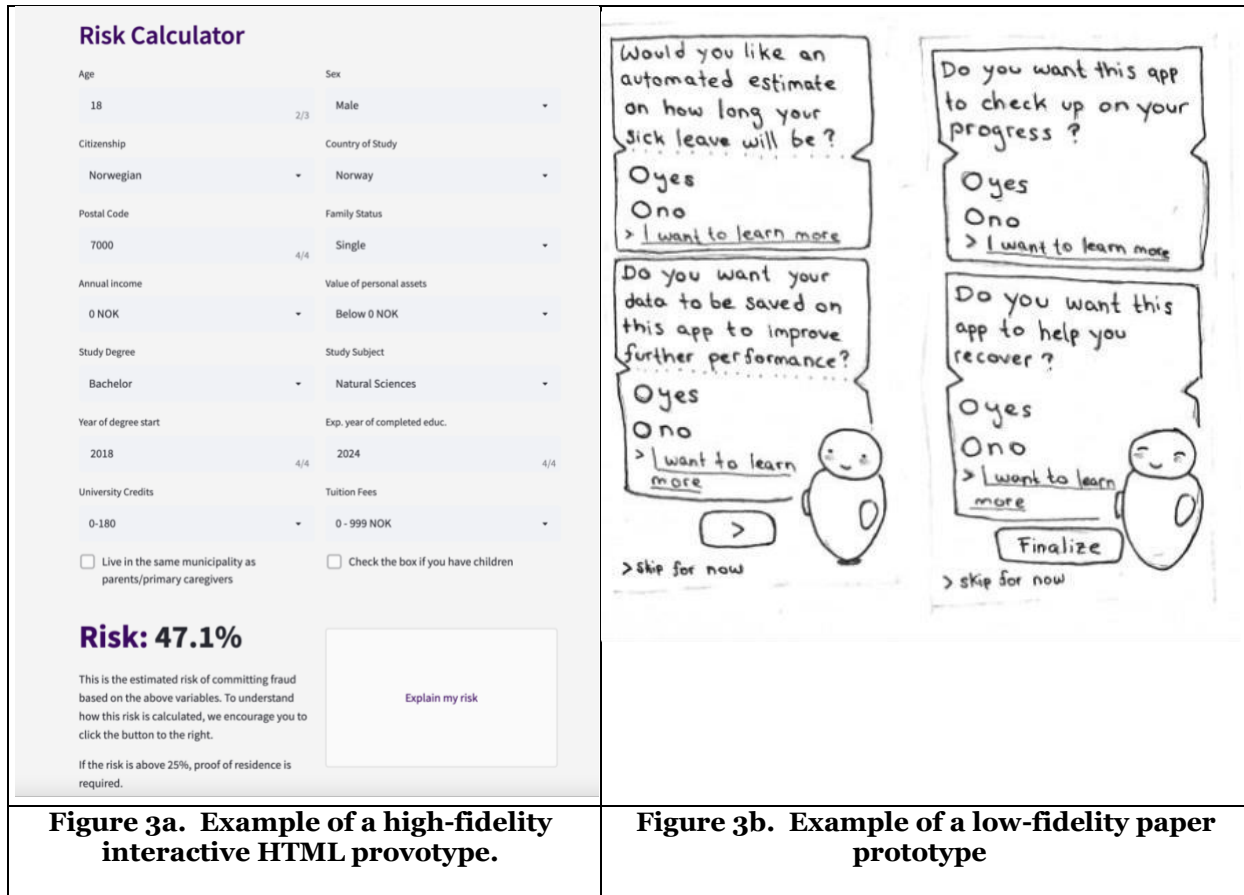 Risk Calculator
Age
Sex
18
2/3
Male
Citizenship
Country of Study
Norwegian
Norway
Postal Code
Family Status
7000
4/4
Single
Annual income
Value of personal assets
0 NOK
Below 0 NOK
Study Degree
Study Subject
Bachelor
Natural Sciences
Year of degree start
Exp. year of completed educ.
2018
4/4
2024
4/4
University Credits
Tuition Fees
0-180
0 - 999 NOK
Live in the same municipality as
parents/primary caregivers
Check the box if you have children
Risk: 47.1%
This is the estimated risk of committing fraud
based on the above variables. To understand
how this risk is calculated, we encourage you to
click the button to the right.
If the risk is above 25%, proof of residence is
required.
Explain my risk
Would you like an
automated estimate
on how long your
sick leave will be?
yes
no
> I want to learn more
Do you want your
data to be saved on
this app to improve
further performance?
yes
no
> I want to learn
more
>
> skip for now
Do you want this app
to check up on your
progress?
yes
no
> I want to learn more
Do you want this
app to help you
recover?
yes
no
> I want to learn
more
Finalize
> skip for now
Figure 3a. Example of a high-fidelity
interactive HTML provotype.
Figure 3b. Example of a low-fidelity paper
prototype